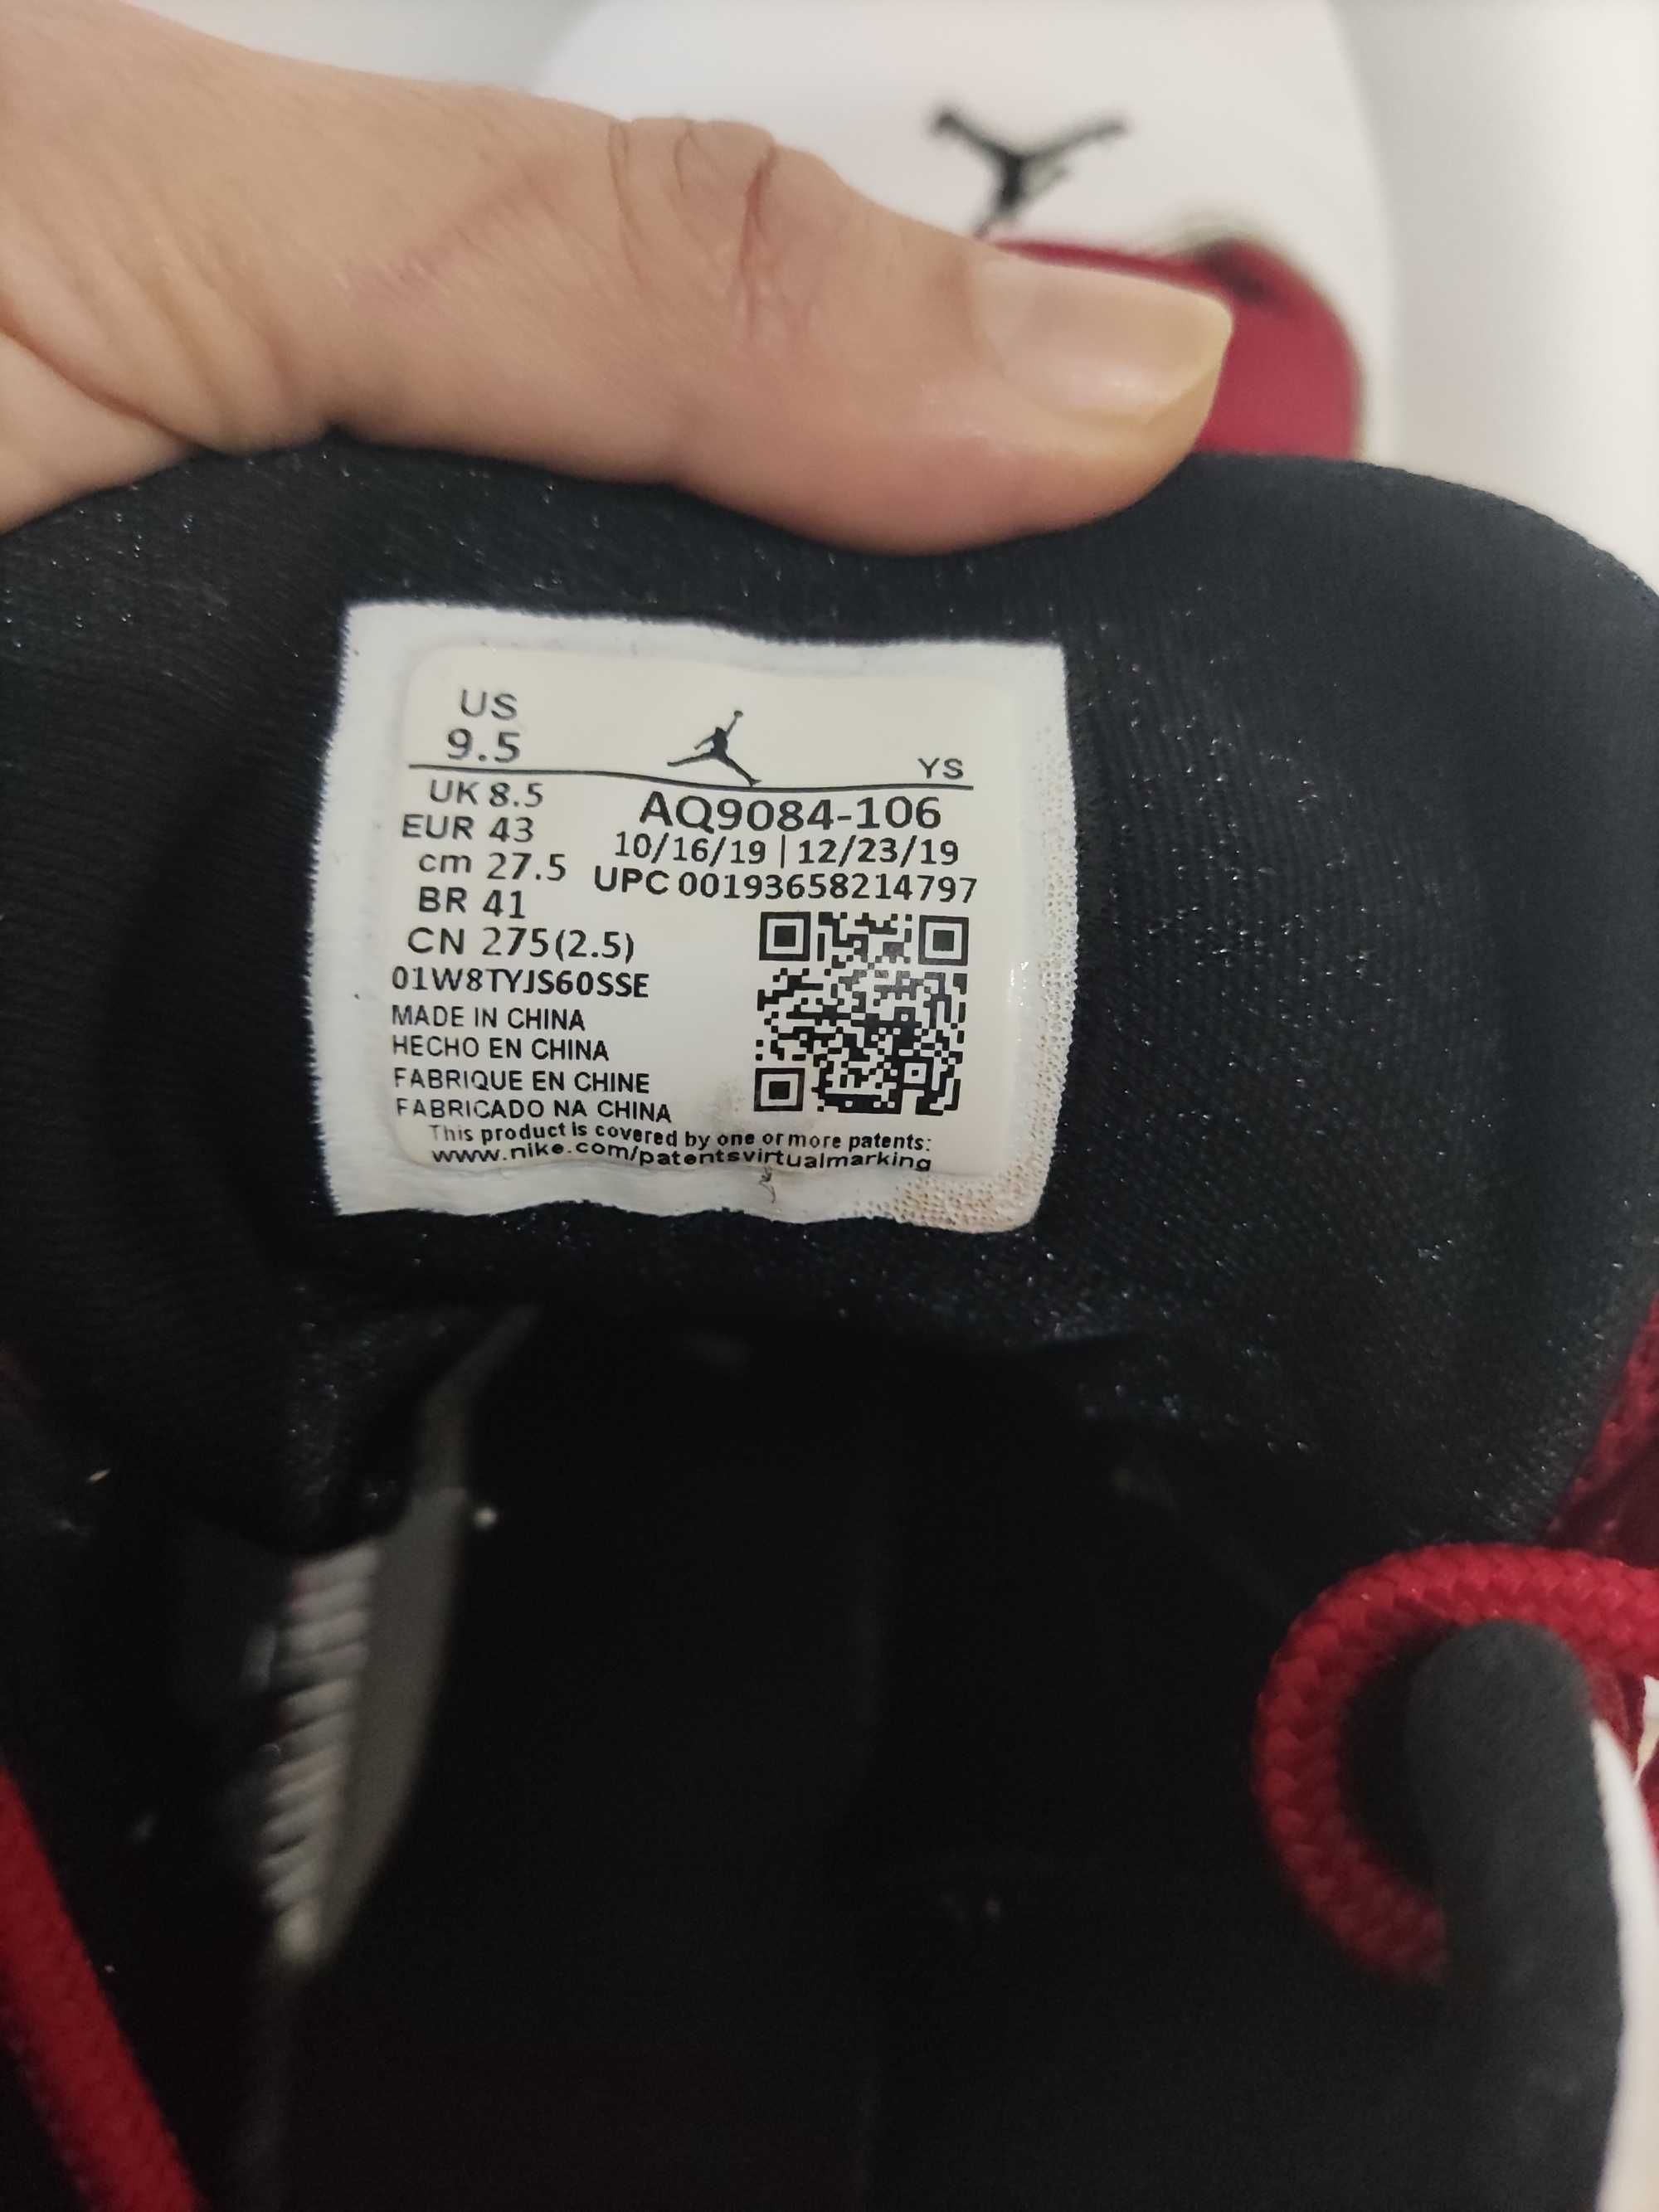 US
9.5
YS
UK 8.5
AQ9084-106
EUR 43
10/16/19 | 12/23/19
cm 27.5
UPC 00193658214797
BR 41
CN 275(2.5)
01W8TYJS60SSE
MADE IN CHINA
HECHO EN CHINA
FABRIQUE EN CHINE
FABRICADO NA CHINA
This product is covered by one or more patents:
www.nike.com/patentsvirtualmarking